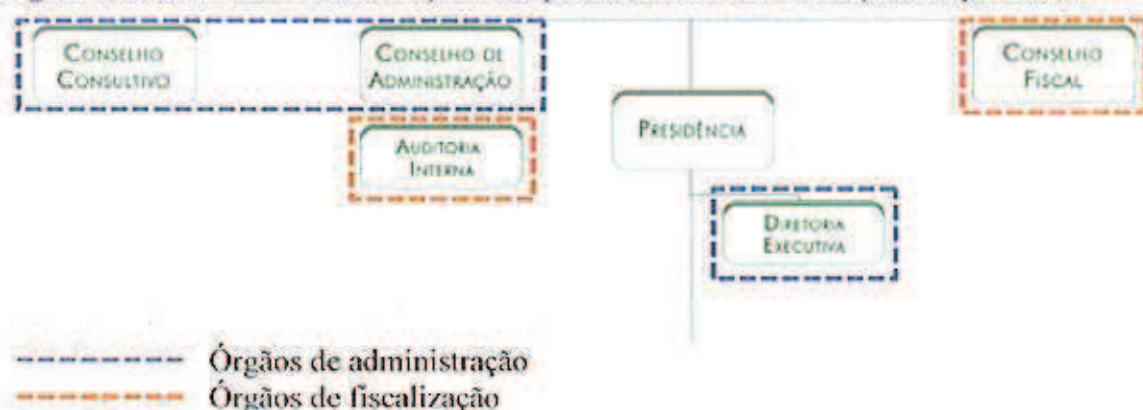 CONSELHO
CONSULTIVO
CONSELHO DE
ADMINISTRAÇÃO
AUDITORIA
INTERNA
PRESIDÊNCIA
DIRETORIA
EXECUTIVA
CONSELHO
FISCAL
Órgãos de administração
Órgãos de fiscalização